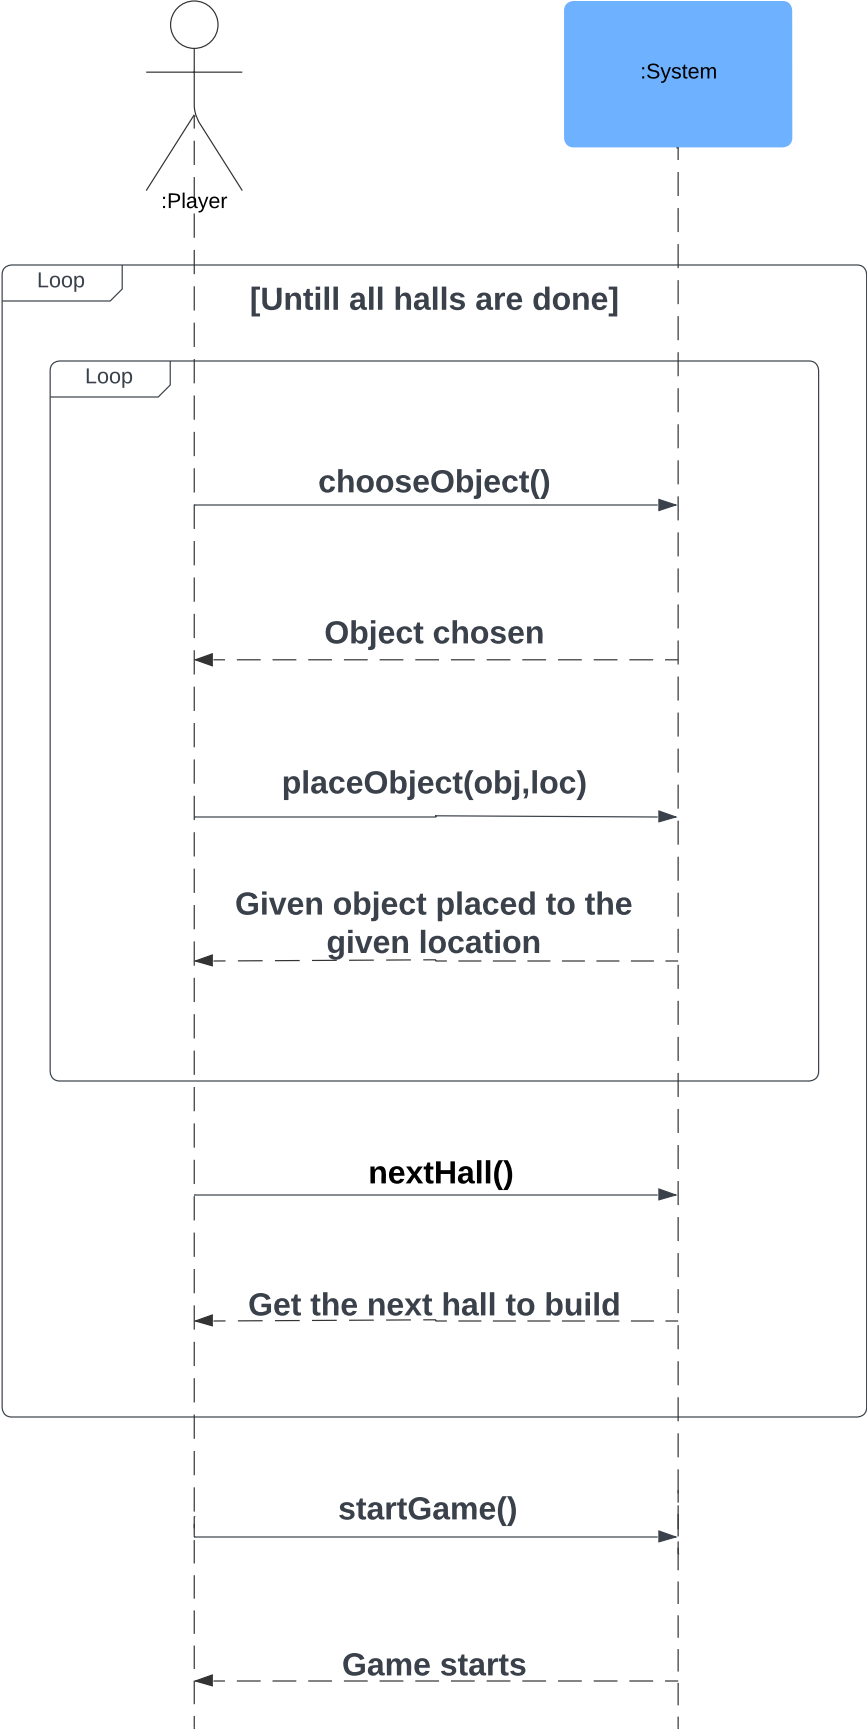 :Player
:System
Loop
[Untill all halls are done]
Loop
chooseObject()
Object chosen
placeObject(obj,loc)
Given object placed to the
given location
nextHall()
Get the next hall to build
startGame()
Game starts